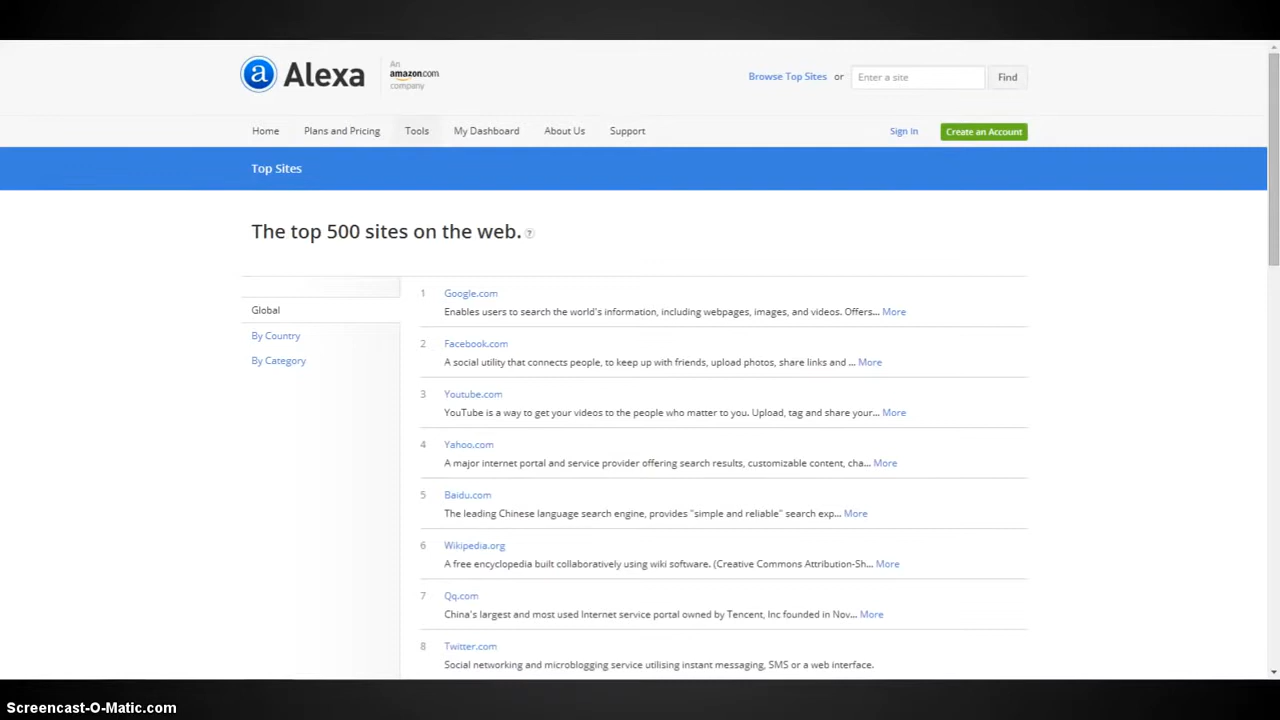 a Alexa
An
amazon.com
company
Browse Top Sites or Enter a site Find
Home Plans and Pricing Tools My Dashboard About Us Support Sign In Create an Account
Top Sites
The top 500 sites on the web. ?
Global
By Country
By Category
1 Google.com
Enables users to search the world's information, including webpages, images, and videos. Offers... More
2 Facebook.com
A social utility that connects people, to keep up with friends, upload photos, share links and ... More
3 Youtube.com
YouTube is a way to get your videos to the people who matter to you. Upload, tag and share your... More
4 Yahoo.com
A major internet portal and service provider offering search results, customizable content, cha... More
5 Baidu.com
The leading Chinese language search engine, provides "simple and reliable" search exp... More
6 Wikipedia.org
A free encyclopedia built collaboratively using wiki software. (Creative Commons Attribution-Sh... More
7 Qq.com
China's largest and most used Internet service portal owned by Tencent, Inc founded in Nov... More
8 Twitter.com
Social networking and microblogging service utilising instant messaging, SMS or a web interface.
Screencast-O-Matic.com